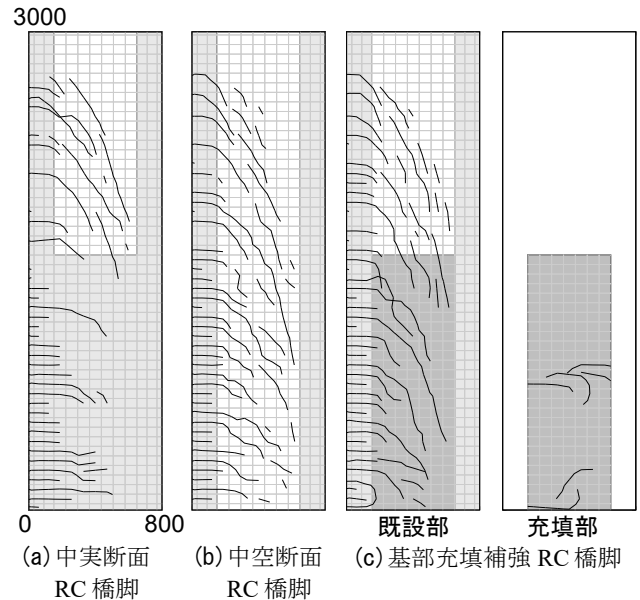 3000
0
800
既設部
充填部
(a) 中実断面
RC 橋脚
(b) 中空断面
RC 橋脚
(c) 基部充填補強 RC 橋脚